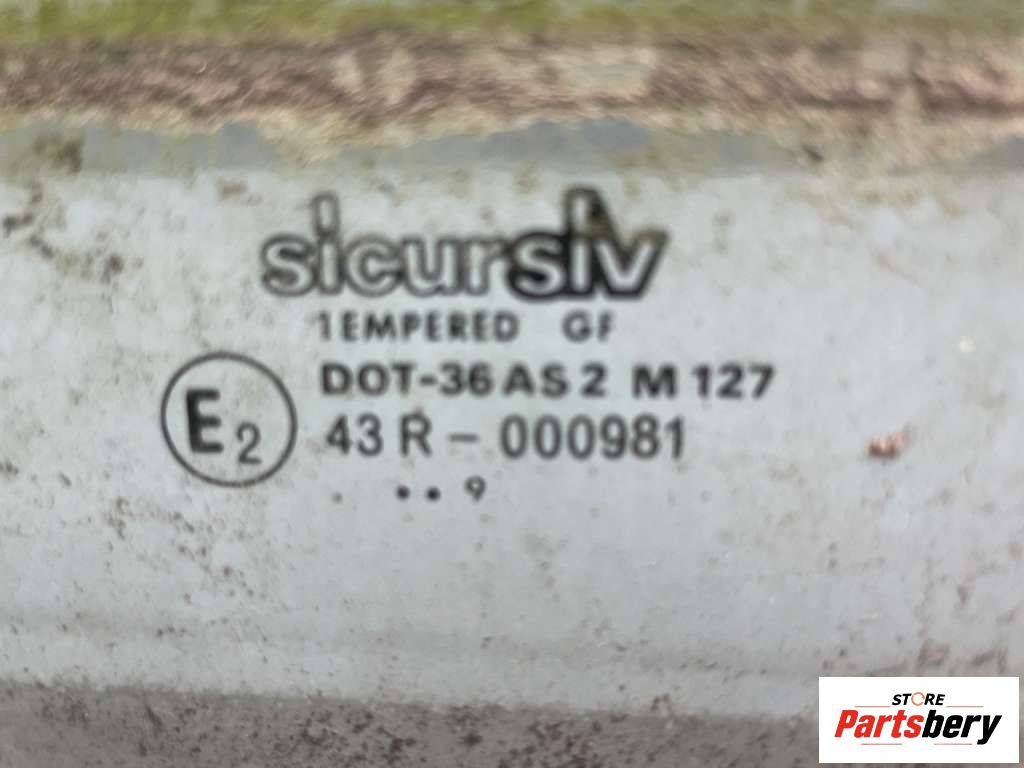 sicursiv
TEMPERED GF
DOT-36 AS 2 M 127
E2
43 R - 000981
. •• 9
STORE
Partsbery